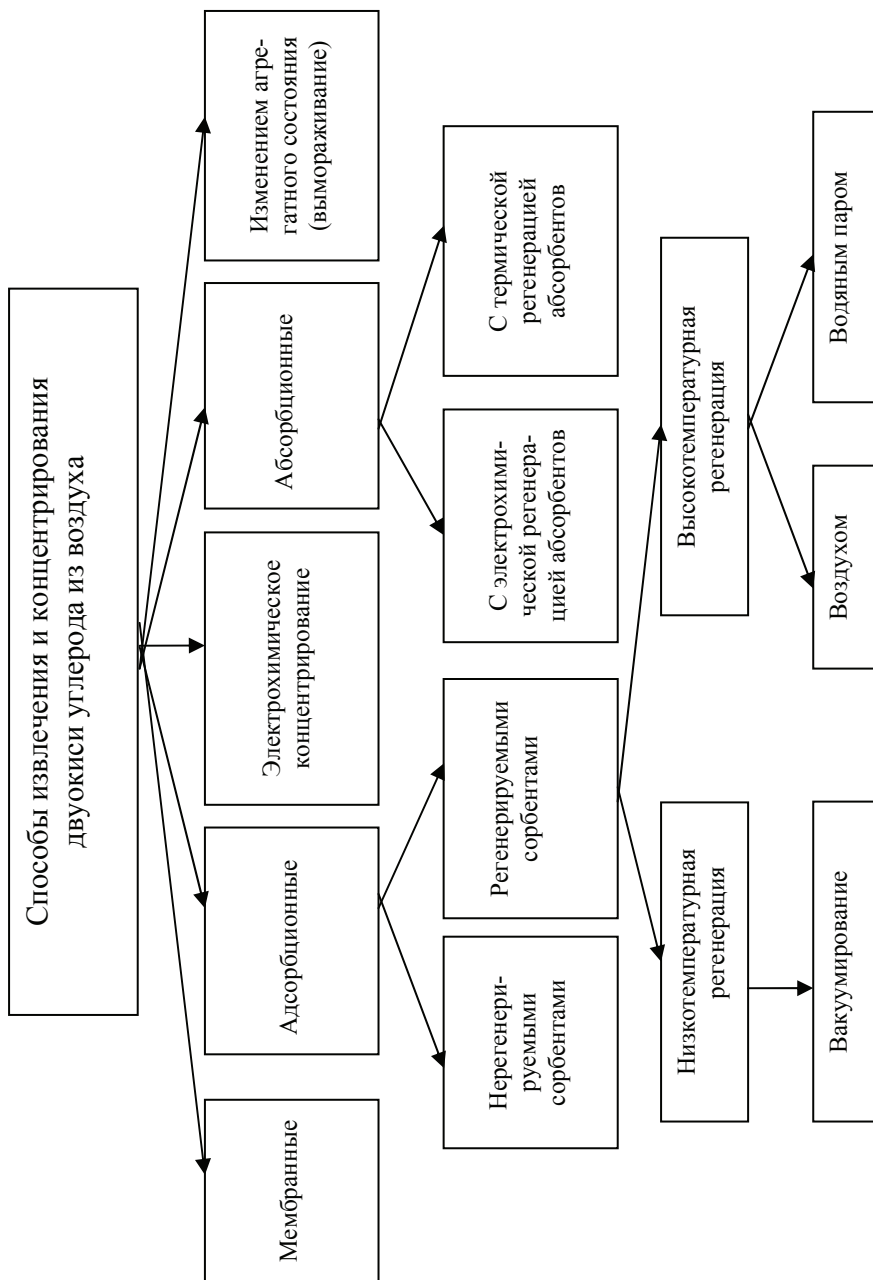 Способы извлечения и концентрирования
двуокиси углерода из воздуха
Мембранные
Адсорбционные
Электрохимическое
концентрирование
Абсорбционные
Изменением агре-
гатного состояния
(вымораживание)
Нерегенери-
руемыми
сорбентами
Регенерируемыми
сорбентами
С электрохими-
ческой регенера-
цией абсорбентов
С термической
регенерацией
абсорбентов
Низкотемпературная
регенерация
Высокотемпературная
регенерация
Вакуумирование
Воздухом
Водяным паром